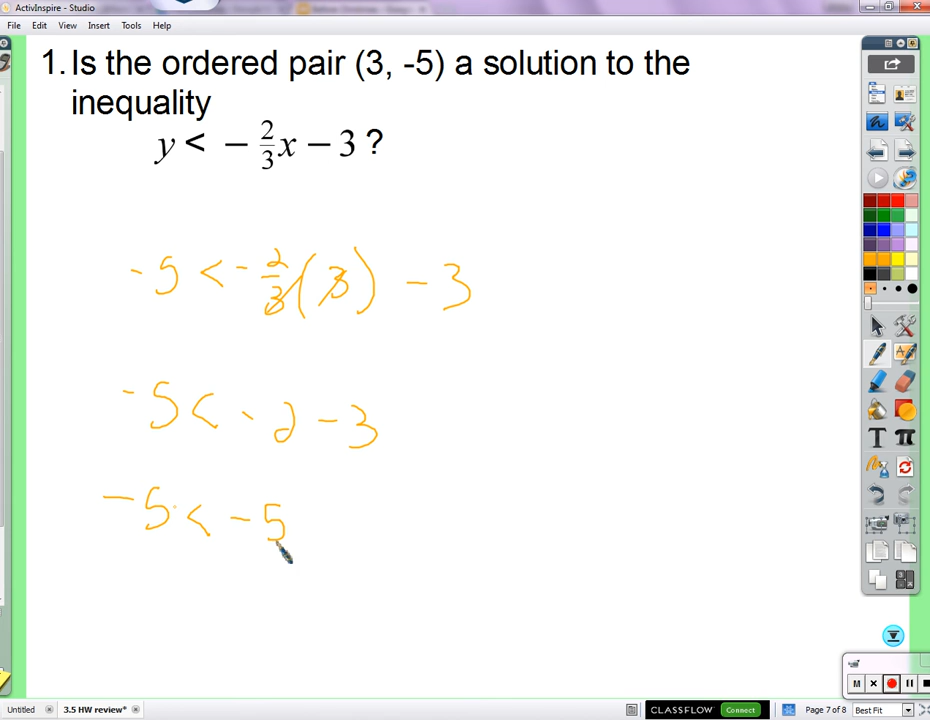 ActivInspire - Studio
File Edit View Insert Tools Help
1. Is the ordered pair (3, -5) a solution to the
inequality
y < - 2/3 x - 3 ?
-5 < - 2/3 (3) - 3
-5 < -2 - 3
-5 < -5
M
Untitled 3.5 HW review* CLASSFLOW Connect Page 7 of 8 Best Fit